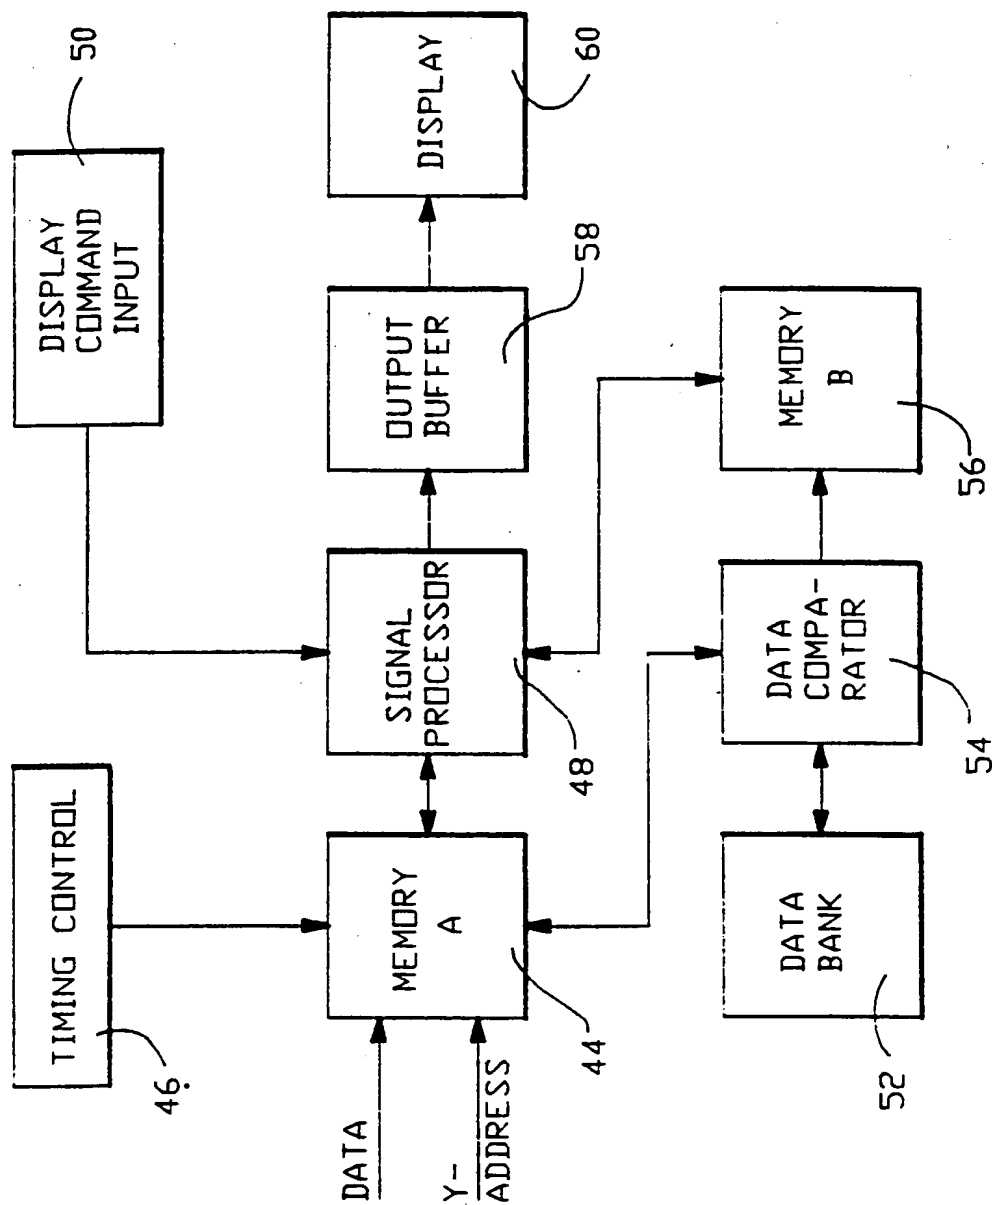 TIMING CONTROL
46
DISPLAY
COMMAND
INPUT
50
DATA
Y-
ADDRESS
MEMORY
A
44
SIGNAL
PROCESSOR
48
OUTPUT
BUFFER
58
DISPLAY
60
DATA
BANK
52
DATA
COMPA-
RATOR
54
MEMORY
B
56